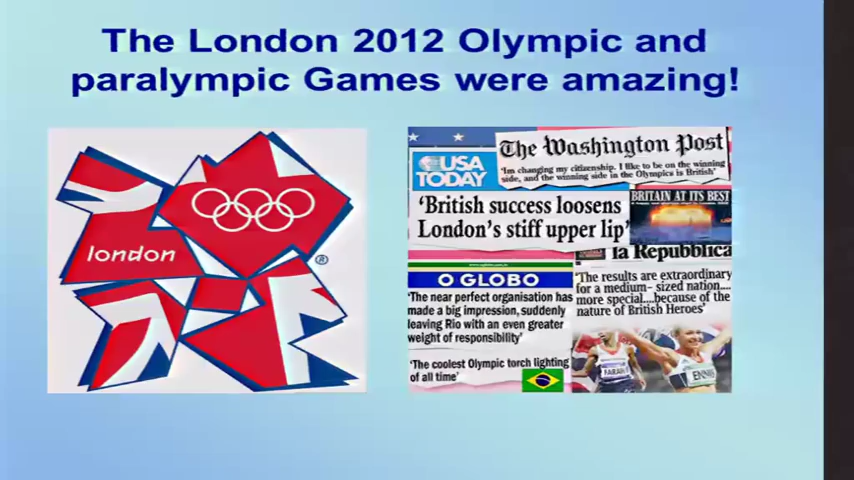 The London 2012 Olympic and
paralympic Games were amazing!
london
®
USA
TODAY
The Washington Post
'Im changing my citizenship. I like to be on the winning
side, and the winning side in the Olympics is British'
'British success loosens
London's stiff upper lip'
BRITAIN AT ITS BEST
la Repubblica
O GLOBO
'The near perfect organisation has
made a big impression, suddenly
leaving Rio with an even greater
weight of responsibility'
'The coolest Olympic torch lighting
of all time'
'The results are extraordinary
for a medium- sized nation....
more special....because of the
nature of British Heroes'
FARAH
ENNIS